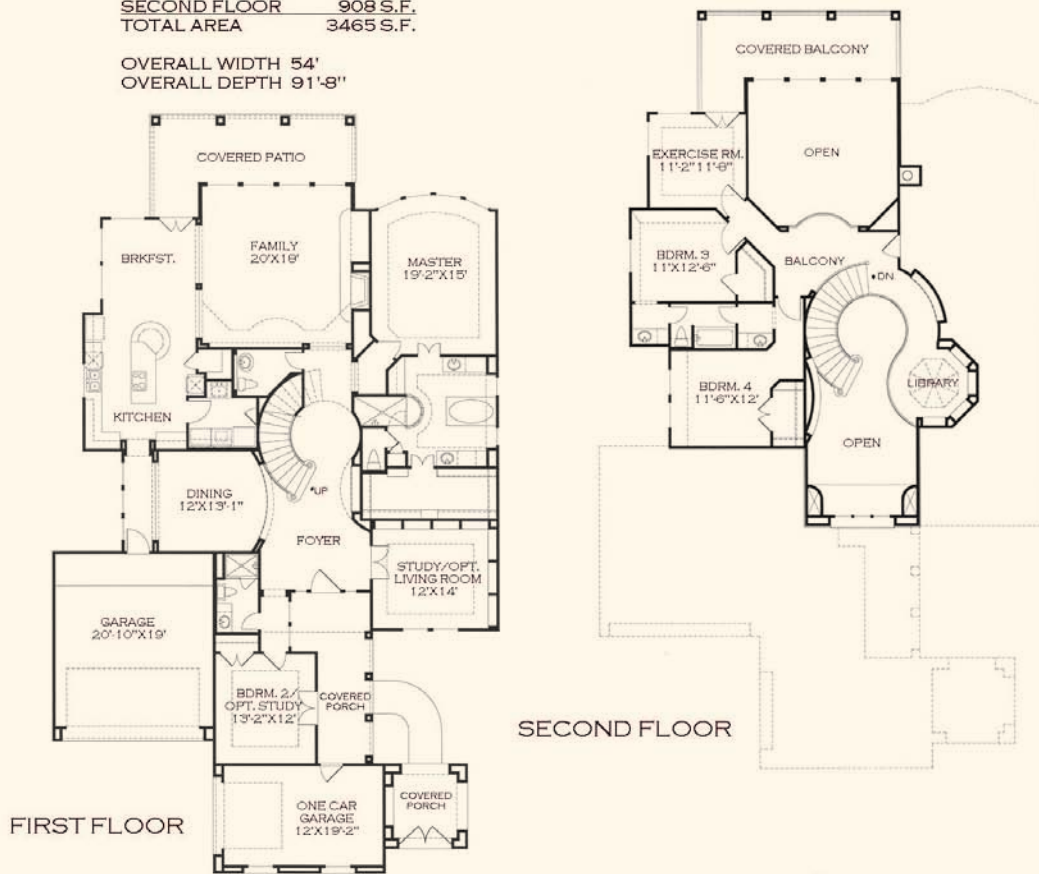 SECOND FLOOR 908 S.F.
TOTAL AREA 3465 S.F.
OVERALL WIDTH 54'
OVERALL DEPTH 91'-8"
COVERED PATIO
FAMILY
20'X18'
BRKFST.
MASTER
19'-2"X15'
KITCHEN
DINING
12'X13'-1"
UP
FOYER
STUDY/OPT.
LIVING ROOM
12'X14'
GARAGE
20'-10"X19'
BDRM. 2/
OPT. STUDY
13'-2"X12'
COVERED
PORCH
ONE CAR
GARAGE
12'X19'-2"
COVERED
PORCH
FIRST FLOOR
COVERED BALCONY
EXERCISE RM.
11'-2"11'-8"
OPEN
BDRM. 3
11'X12'-6"
BALCONY
DN
BDRM. 4
11'-6"X12'
LIBRARY
OPEN
SECOND FLOOR